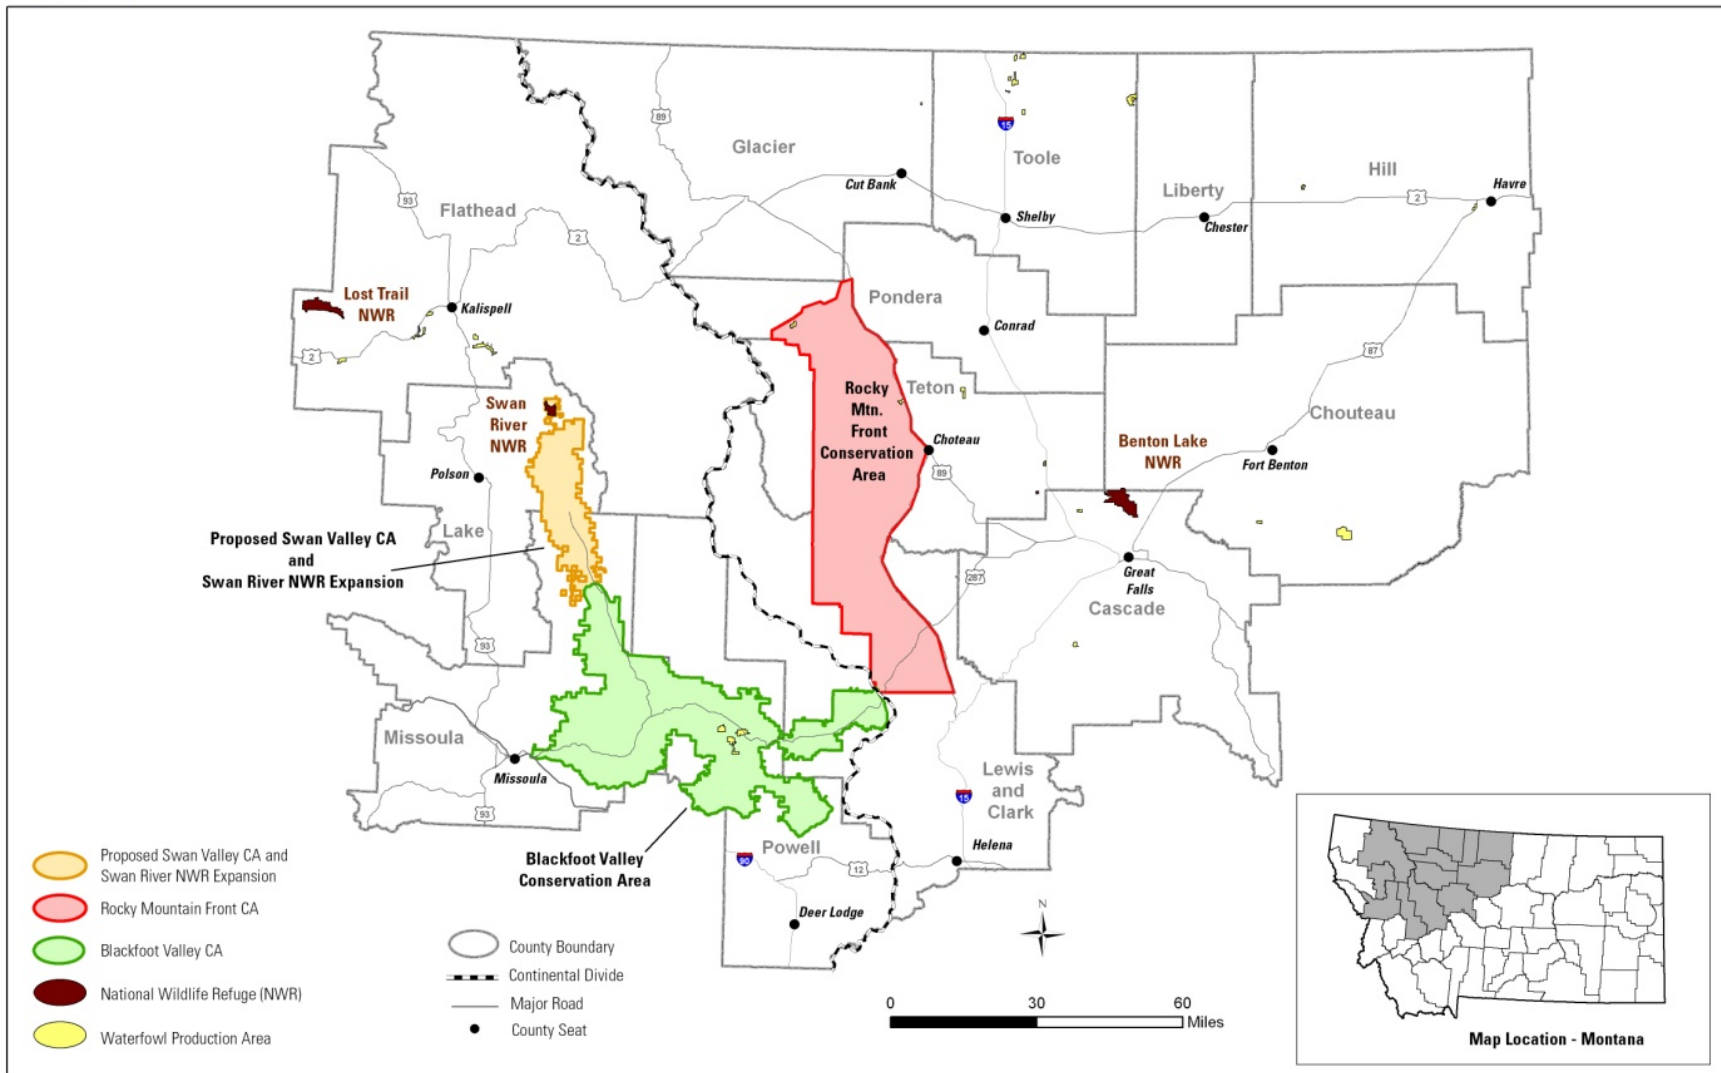 89
15
Glacier
Toole
Hill
Cut Bank
Liberty
Havre
2
93
Flathead
Shelby
Chester
2
Lost Trail
NWR
Kalispell
Pondera
Conrad
2
87
Rocky
Mtn.
Front
Conservation
Area
Teton
Swan
River
NWR
Chouteau
Choteau
Benton Lake
NWR
Fort Benton
Polson
89
Lake
Proposed Swan Valley CA
and
Swan River NWR Expansion
287
Great
Falls
Cascade
93
Missoula
Missoula
Lewis
and
Clark
15
93
Powell
Helena
Blackfoot Valley
Conservation Area
90
12
Deer Lodge
N
Proposed Swan Valley CA and
Swan River NWR Expansion
Rocky Mountain Front CA
Blackfoot Valley CA
National Wildlife Refuge (NWR)
Waterfowl Production Area
County Boundary
Continental Divide
Major Road
County Seat
0 30 60
Miles
Map Location - Montana